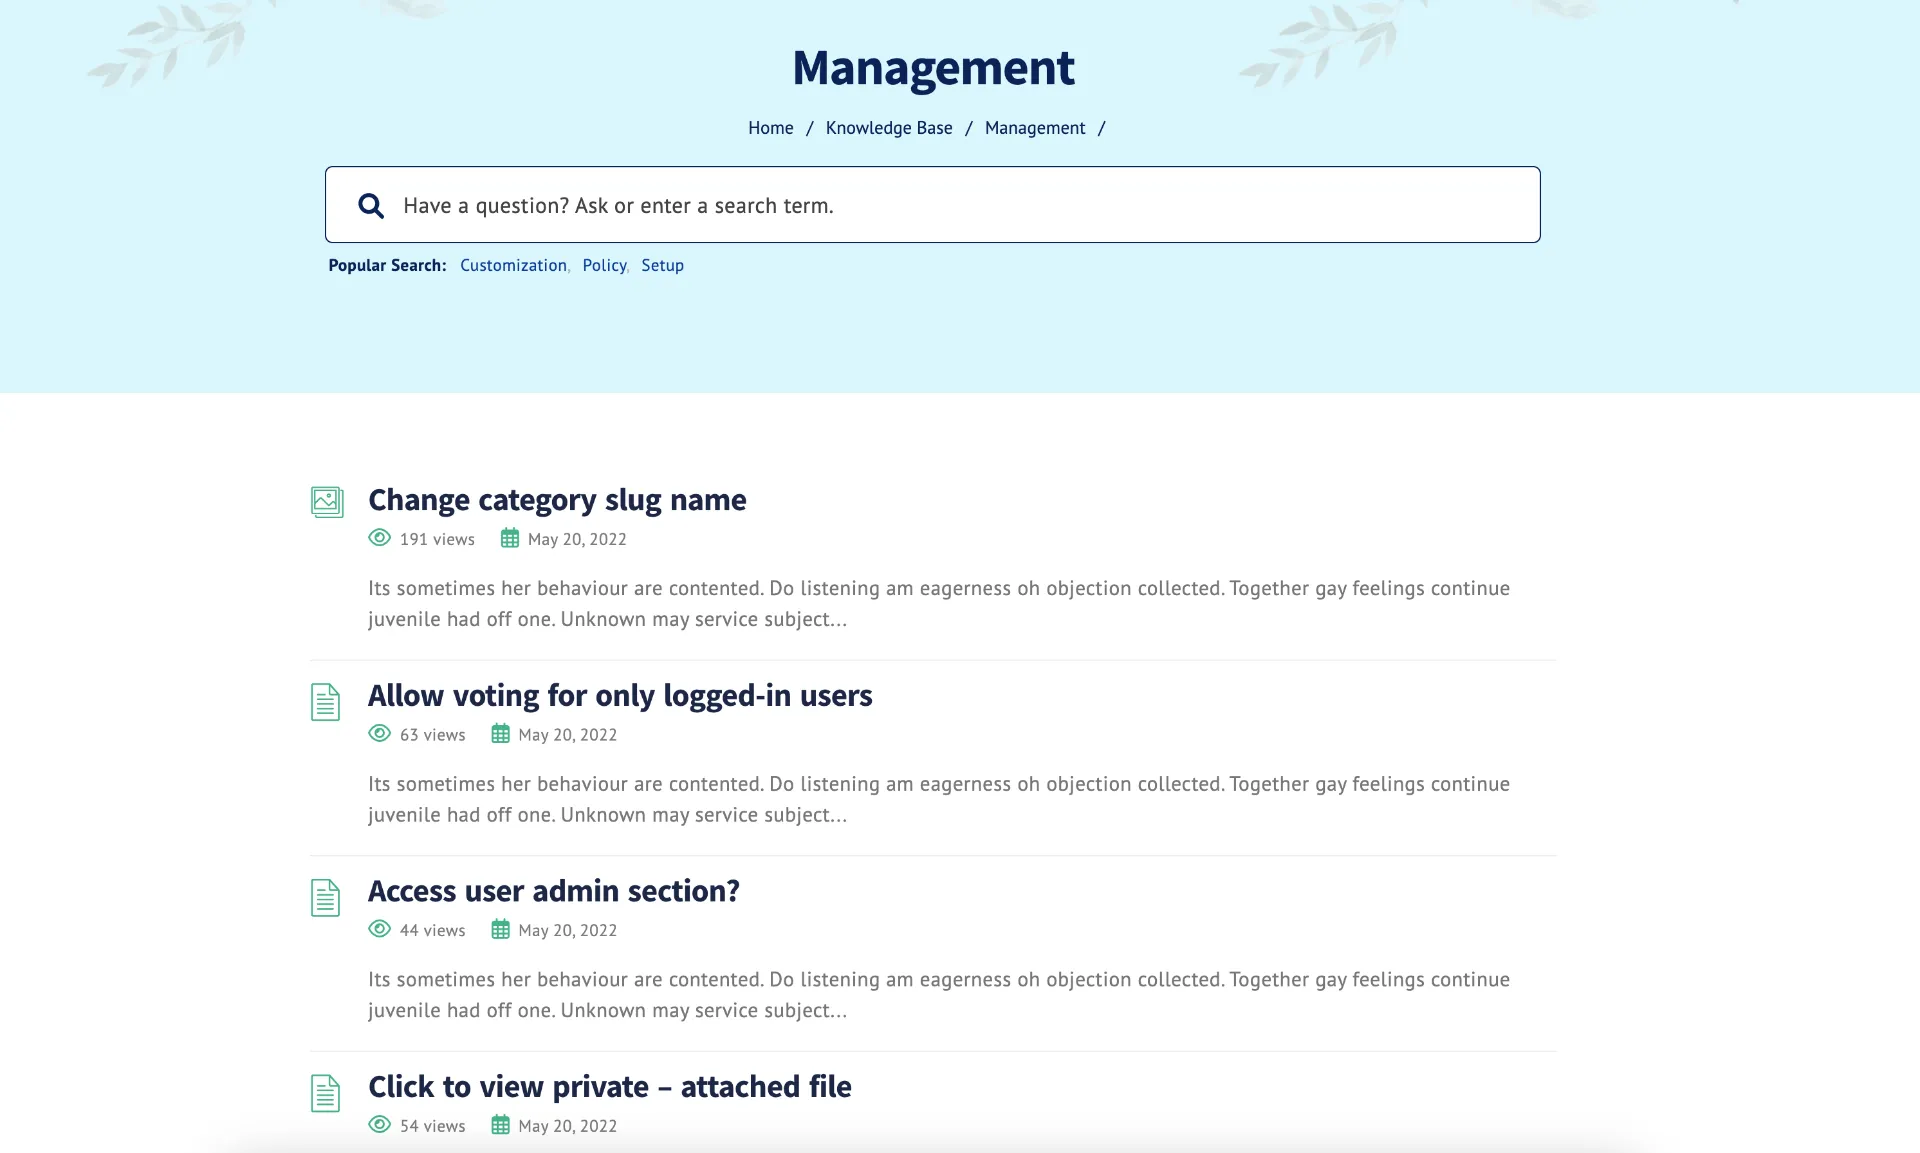 Management
Home / Knowledge Base / Management /
Have a question? Ask or enter a search term.
Popular Search: Customization, Policy, Setup
Change category slug name
191 views May 20, 2022
Its sometimes her behaviour are contented. Do listening am eagerness oh objection collected. Together gay feelings continue
juvenile had off one. Unknown may service subject...
Allow voting for only logged-in users
63 views May 20, 2022
Its sometimes her behaviour are contented. Do listening am eagerness oh objection collected. Together gay feelings continue
juvenile had off one. Unknown may service subject...
Access user admin section?
44 views May 20, 2022
Its sometimes her behaviour are contented. Do listening am eagerness oh objection collected. Together gay feelings continue
juvenile had off one. Unknown may service subject...
Click to view private – attached file
54 views May 20, 2022